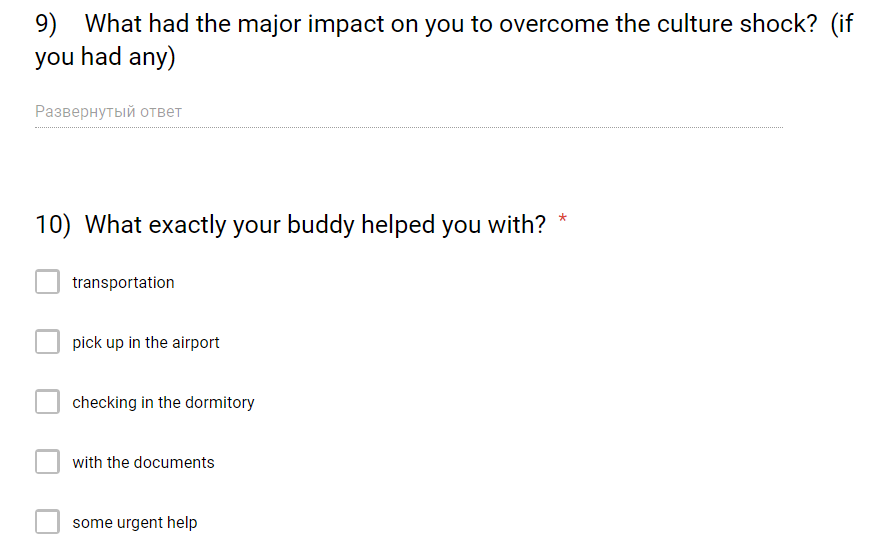 9) What had the major impact on you to overcome the culture shock? (if
you had any)
Развернутый ответ
10) What exactly your buddy helped you with? *
transportation
pick up in the airport
checking in the dormitory
with the documents
some urgent help